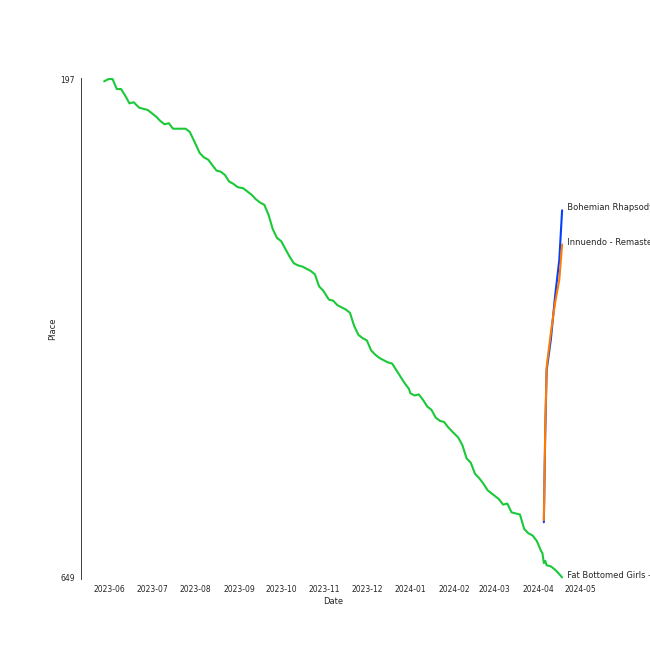 197
Bohemian Rhapsody
Innuendo - Remaste
Place
649
Fat Bottomed Girls -
2023-06 2023-07 2023-08 2023-09 2023-10 2023-11 2023-12 2024-01 2024-02 2024-03 2024-04 2024-05
Date